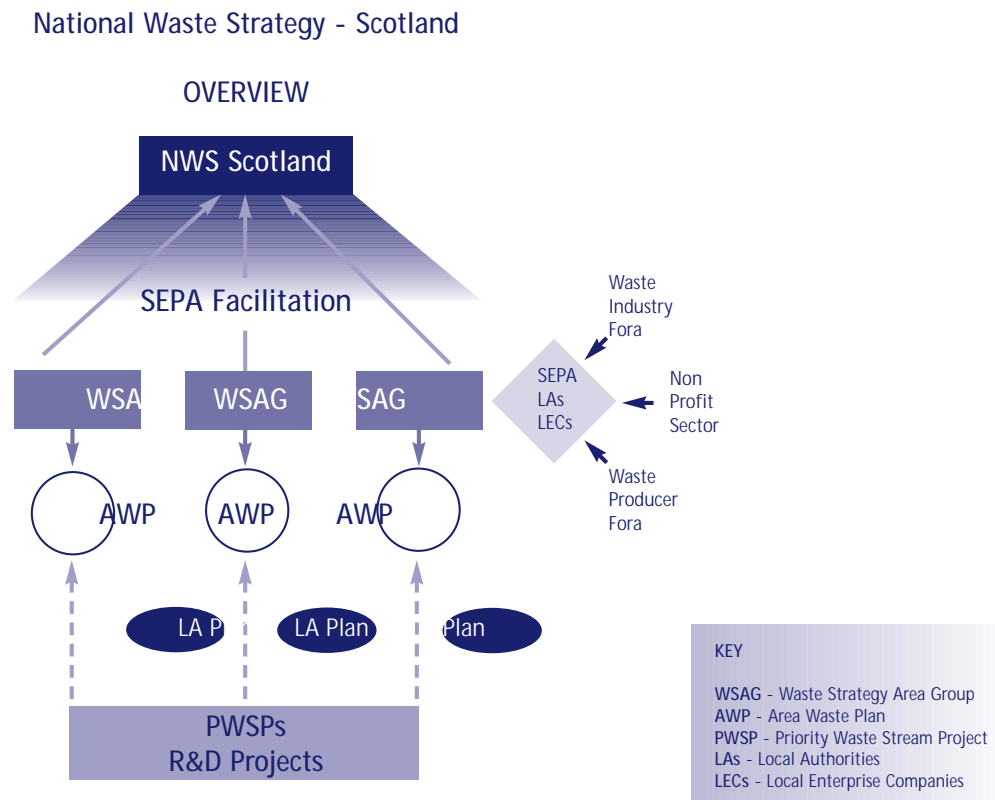 National Waste Strategy - Scotland
OVERVIEW
NWS Scotland
SEPA Facilitation
Waste
Industry
Fora
SEPA
LAs
LECs
Non
Profit
Sector
Waste
Producer
Fora
WSA
WSAG
SAG
AWP
AWP
AWP
LA P
LA Plan
Plan
PWSPs
R&D Projects
KEY
WSAG - Waste Strategy Area Group
AWP - Area Waste Plan
PWSP - Priority Waste Stream Project
LAs - Local Authorities
LECs - Local Enterprise Companies